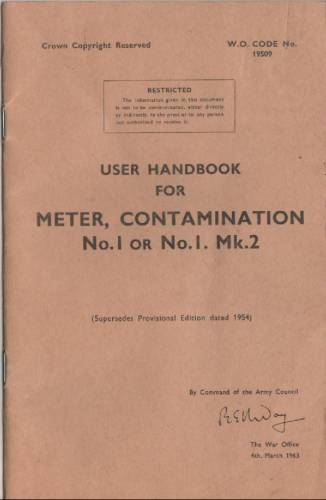 Crown Copyright Reserved
W.O. CODE No.
19509
RESTRICTED
The information given in this document
is not to be communicated, either directly
or indirectly, to the press or to any person
not authorised to receive it.
USER HANDBOOK
FOR
METER, CONTAMINATION
No.1 OR No.1. Mk.2
(Supersedes Provisional Edition dated 1954)
By Command of the Army Council
The War Office
4th. March 1963